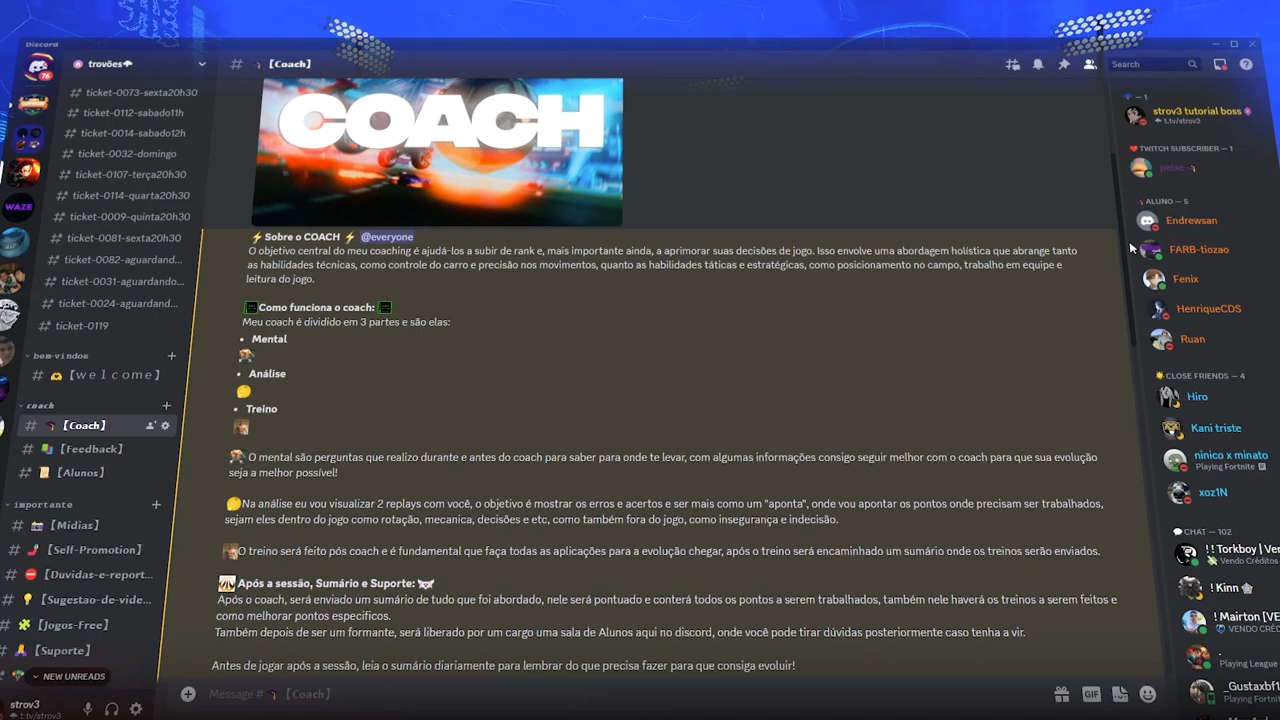 Discord
trovões
# [Coach]
Search
76
WAZE
# ticket-0073-sexta20h30
# ticket-0112-sabado11h
# ticket-0014-sabado12h
# ticket-0032-domingo
# ticket-0107-terça20h30
# ticket-0114-quarta20h30
# ticket-0009-quinta20h30
# ticket-0081-sexta20h30
# ticket-0082-aguardand...
# ticket-0031-aguardando...
# ticket-0024-aguardand...
# ticket-0119
bem-vindos
# [welcome]
coach
# [Coach]
# [Feedback]
# [Alunos]
importante
# [Midias]
# [Self-Promotion]
# [Duvidas-e-report...
# [Sugestao-de-vide...
# [Jogos-Free]
# [Suporte]
NEW UNREADS
strov3
t.tv/strov3
COACH
Sobre o COACH @everyone
O objetivo central do meu coaching é ajudá-los a subir de rank e, mais importante ainda, a aprimorar suas decisões de jogo. Isso envolve uma abordagem holística que abrange tanto
as habilidades técnicas, como controle do carro e precisão nos movimentos, quanto as habilidades táticas e estratégicas, como posicionamento no campo, trabalho em equipe e
leitura do jogo.
Como funciona o coach:
Meu coach é dividido em 3 partes e são elas:
• Mental
• Análise
• Treino
O mental são perguntas que realizo durante e antes do coach para saber para onde te levar, com algumas informações consigo seguir melhor com o coach para que sua evolução
seja a melhor possível!
Na análise eu vou visualizar 2 replays com você, o objetivo é mostrar os erros e acertos e ser mais como um "aponta", onde vou apontar os pontos onde precisam ser trabalhados,
sejam eles dentro do jogo como rotação, mecanica, decisões e etc, como também fora do jogo, como insegurança e indecisão.
O treino será feito pós coach e é fundamental que faça todas as aplicações para a evolução chegar, após o treino será encaminhado um sumário onde os treinos serão enviados.
Após a sessão, Sumário e Suporte:
Após o coach, será enviado um sumário de tudo que foi abordado, nele será pontuado e conterá todos os pontos a serem trabalhados, também nele haverá os treinos a serem feitos e
como melhorar pontos especificos.
Também depois de ser um formante, será liberado por um cargo uma sala de Alunos aqui no discord, onde você pode tirar dúvidas posteriormente caso tenha a vir.
Antes de jogar após a sessão, leia o sumário diariamente para lembrar do que precisa fazer para que consiga evoluir!
Message # [Coach]
GIF
— 1
strov3 tutorial boss
t.tv/strov3
TWITCH SUBSCRIBER — 1
peixe
ALUNO — 5
Endrewsan
FARB-tiozao
Fenix
HenriqueCDS
Ruan
CLOSE FRIENDS — 4
Hiro
Kani triste
ninico x minato
Playing Fortnite
xoz1N
CHAT — 102
!! Torkboy | Ven
Vendo Créditos
! Kinn
! Mairton [VE
VENDO CRÉDITO
.
Playing League
_Gustaxbf1
Playing Fortnite